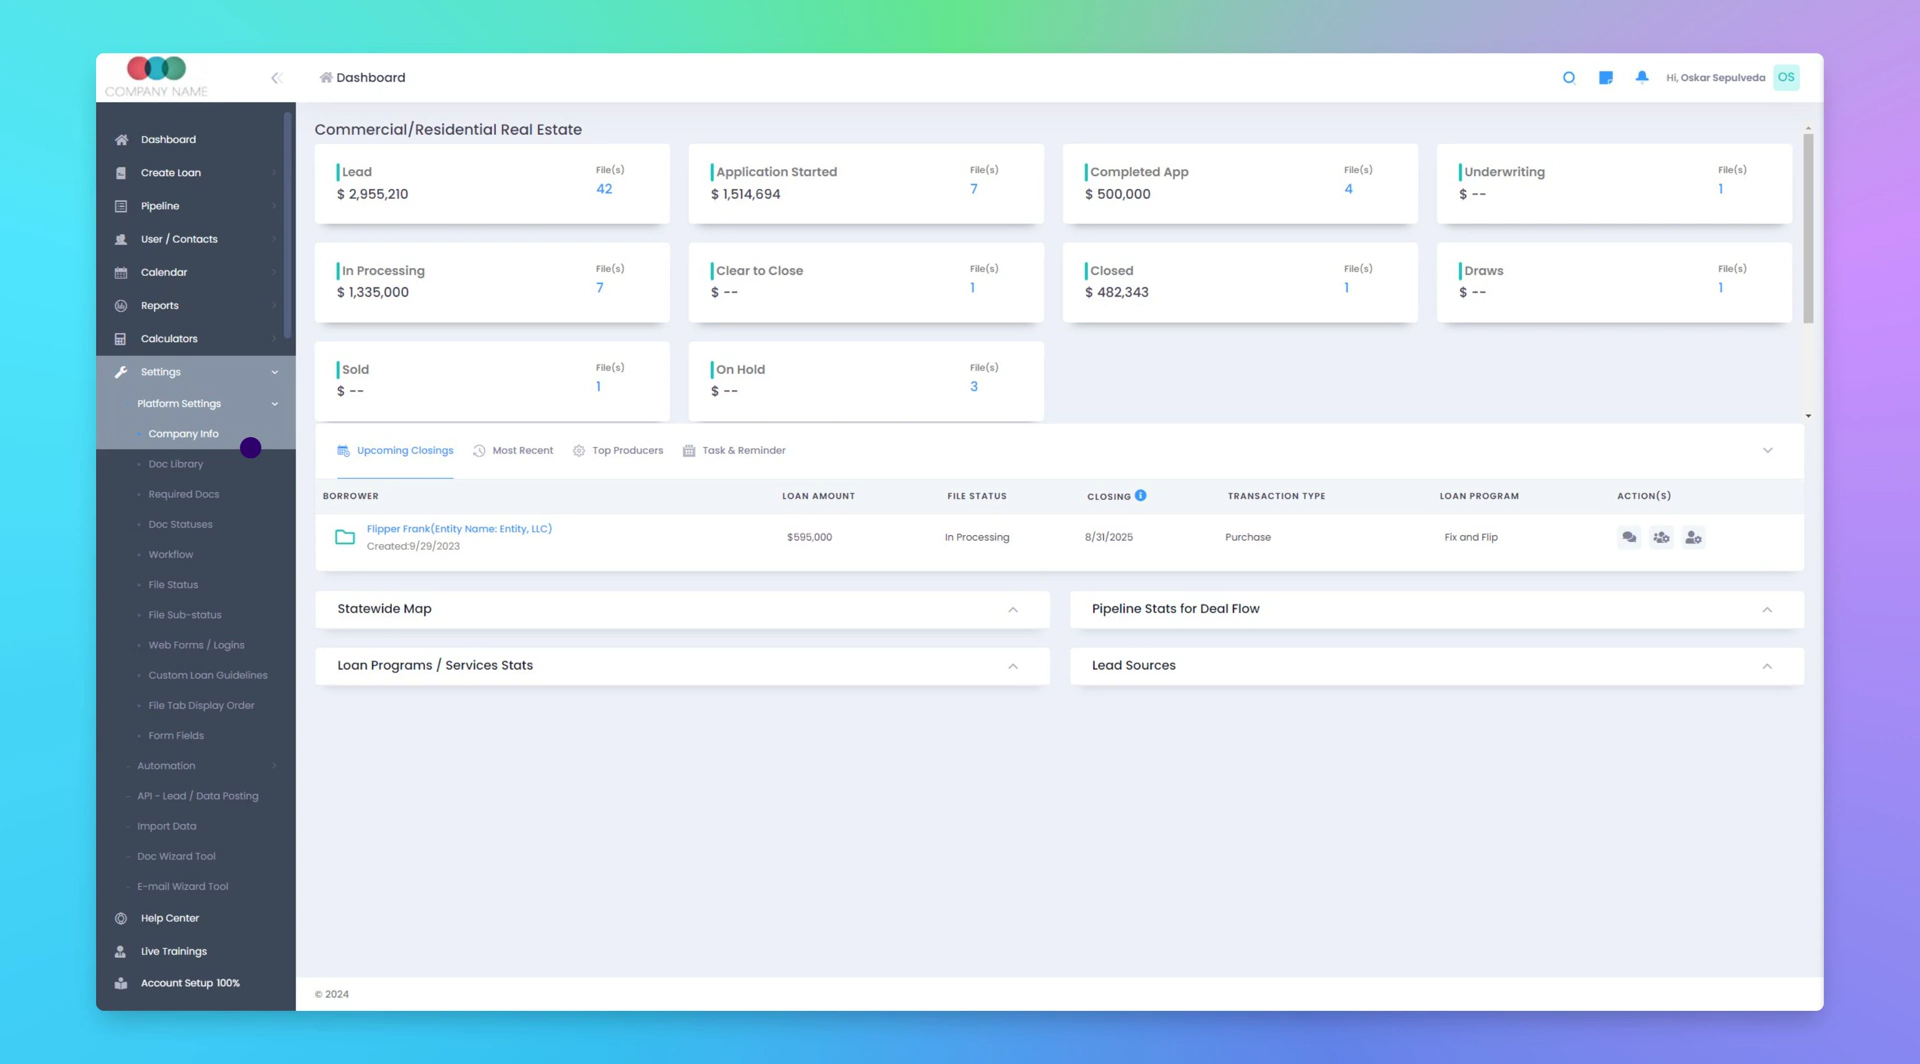 COMPANY NAME
Dashboard
Hi, Oskar Sepulveda
OS
Dashboard
Create Loan
Pipeline
User / Contacts
Calendar
Reports
Calculators
Settings
Platform Settings
Company Info
Doc Library
Required Docs
Doc Statuses
Workflow
File Status
File Sub-status
Web Forms / Logins
Custom Loan Guidelines
File Tab Display Order
Form Fields
Automation
API - Lead / Data Posting
Import Data
Doc Wizard Tool
E-mail Wizard Tool
Help Center
Live Trainings
Account Setup 100%
Commercial/Residential Real Estate
Lead
File(s)
$ 2,955,210
42
Application Started
File(s)
$ 1,514,694
7
Completed App
File(s)
$ 500,000
4
Underwriting
File(s)
$ --
1
In Processing
File(s)
$ 1,335,000
7
Clear to Close
File(s)
$ --
1
Closed
File(s)
$ 482,343
1
Draws
File(s)
$ --
1
Sold
File(s)
$ --
1
On Hold
File(s)
$ --
3
Upcoming Closings
Most Recent
Top Producers
Task & Reminder
BORROWER LOAN AMOUNT FILE STATUS CLOSING TRANSACTION TYPE LOAN PROGRAM ACTION(S)
Flipper Frank(Entity Name: Entity, LLC)
Created:9/29/2023
$595,000 In Processing 8/31/2025 Purchase Fix and Flip
Statewide Map
Pipeline Stats for Deal Flow
Loan Programs / Services Stats
Lead Sources
© 2024